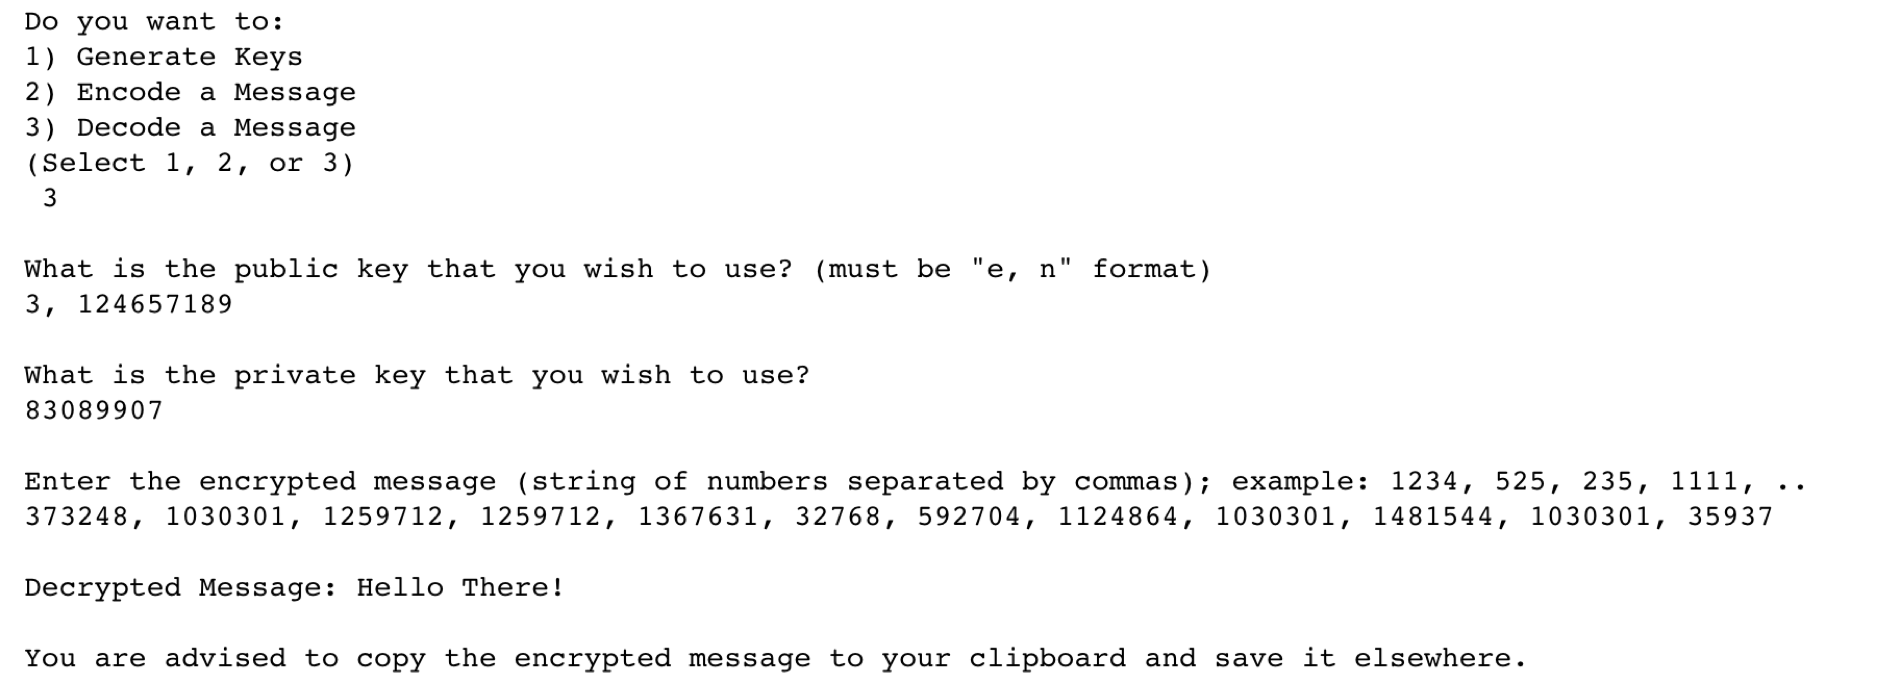 Do you want to:
1) Generate Keys
2) Encode a Message
3) Decode a Message
(Select 1, 2, or 3)
3
What is the public key that you wish to use? (must be "e, n" format)
3, 124657189
What is the private key that you wish to use?
83089907
Enter the encrypted message (string of numbers separated by commas); example: 1234, 525, 235, 1111, ..
373248, 1030301, 1259712, 1259712, 1367631, 32768, 592704, 1124864, 1030301, 1481544, 1030301, 35937
Decrypted Message: Hello There!
You are advised to copy the encrypted message to your clipboard and save it elsewhere.